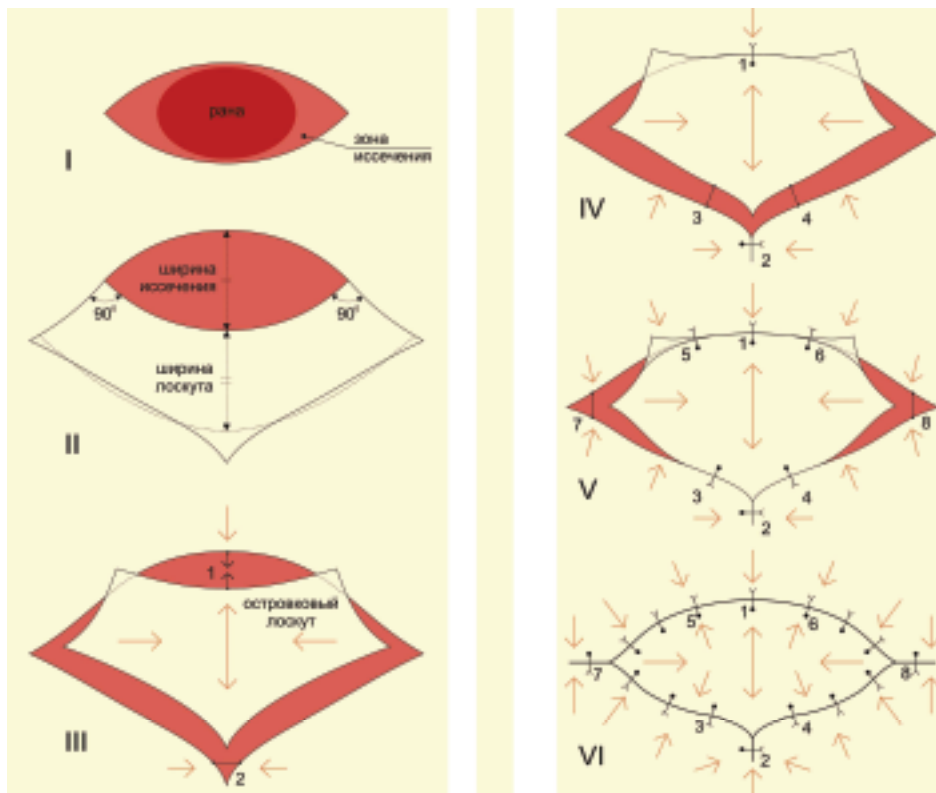 рана
зона
иссечения
I
ширина
иссечения
90°
90°
ширина
лоскута
II
1
островковый
лоскут
III
2
1
IV
3
4
2
5
1
6
7
8
V
3
4
2
5
1
6
7
8
3
4
VI
2